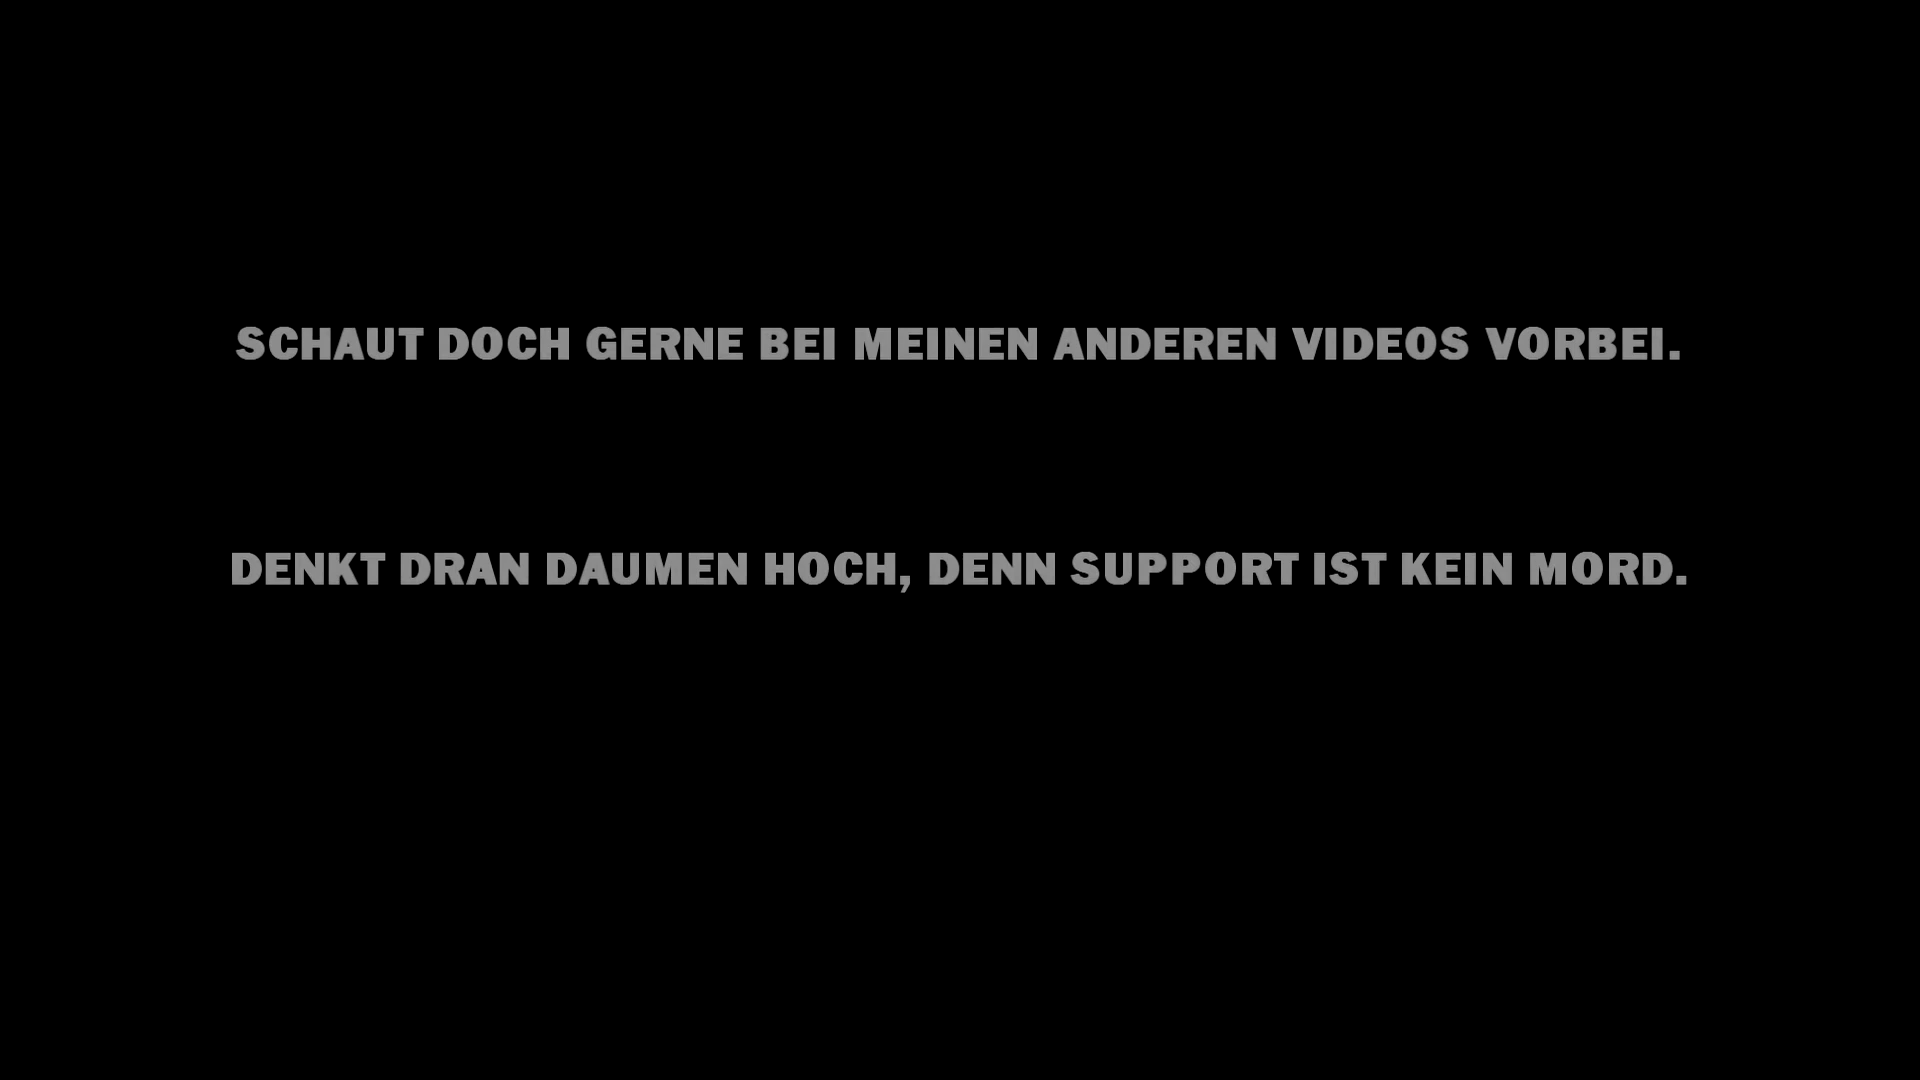 SCHAUT DOCH GERNE BEI MEINEN ANDEREN VIDEOS VORBEI.
DENKT DRAN DAUMEN HOCH, DENN SUPPORT IST KEIN MORD.